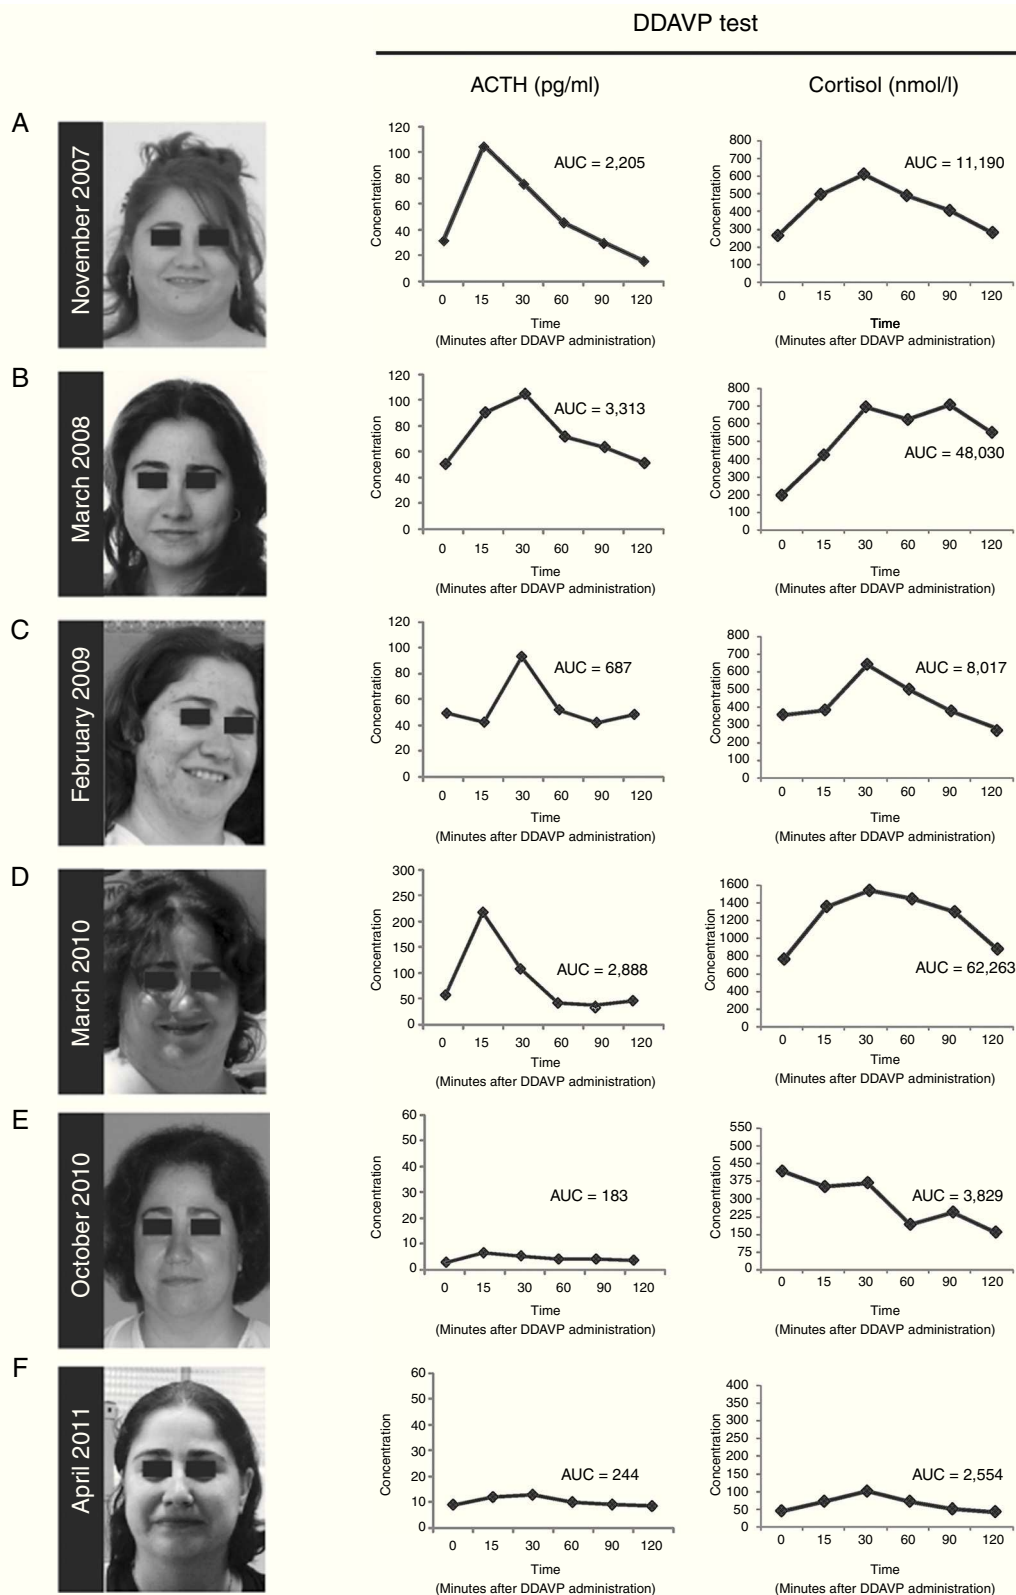 DDAVP test
ACTH (pg/ml)
Cortisol (nmol/l)
A
November 2007
Concentration
120
100
80
60
40
20
0
AUC = 2,205
0 15 30 60 90 120
Time
(Minutes after DDAVP administration)
Concentration
800
700
600
500
400
300
200
100
0
AUC = 11,190
0 15 30 60 90 120
Time
(Minutes after DDAVP administration)
B
March 2008
Concentration
120
100
80
60
40
20
0
AUC = 3,313
0 15 30 60 90 120
Time
(Minutes after DDAVP administration)
Concentration
800
700
600
500
400
300
200
100
0
AUC = 48,030
0 15 30 60 90 120
Time
(Minutes after DDAVP administration)
C
February 2009
Concentration
120
100
80
60
40
20
0
AUC = 687
0 15 30 60 90 120
Time
(Minutes after DDAVP administration)
Concentration
800
700
600
500
400
300
200
100
0
AUC = 8,017
0 15 30 60 90 120
Time
(Minutes after DDAVP administration)
D
March 2010
Concentration
300
250
200
150
100
50
0
AUC = 2,888
0 15 30 60 90 120
Time
(Minutes after DDAVP administration)
Concentration
1600
1400
1200
1000
800
600
400
200
0
AUC = 62,263
0 15 30 60 90 120
Time
(Minutes after DDAVP administration)
E
October 2010
Concentration
60
50
40
30
20
10
0
AUC = 183
0 15 30 60 90 120
Time
(Minutes after DDAVP administration)
Concentration
550
450
375
300
225
150
75
0
AUC = 3,829
0 15 30 60 90 120
Time
(Minutes after DDAVP administration)
F
April 2011
Concentration
60
50
40
30
20
10
0
AUC = 244
0 15 30 60 90 120
Time
(Minutes after DDAVP administration)
Concentration
400
350
300
250
200
150
100
50
0
AUC = 2,554
0 15 30 60 90 120
Time
(Minutes after DDAVP administration)